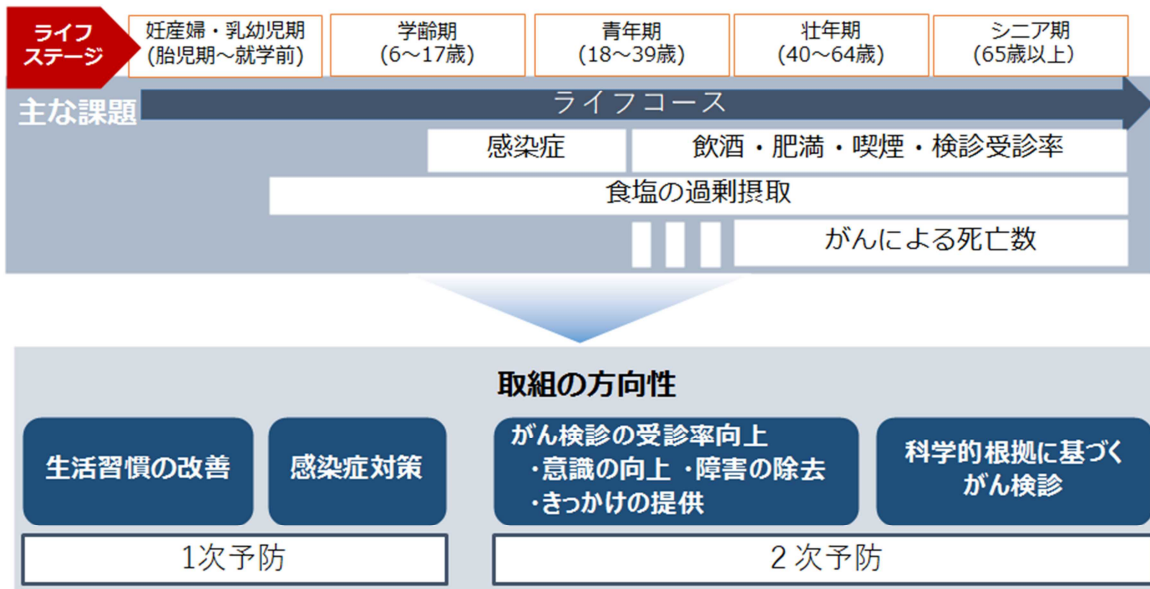 ライフ
ステージ
妊産婦・乳幼児期
(胎児期～就学前)
学齢期
(6～17歳)
青年期
(18～39歳)
壮年期
(40～64歳)
シニア期
(65歳以上)
主な課題
ライフコース
感染症
飲酒・肥満・喫煙・検診受診率
食塩の過剰摂取
がんによる死亡数
取組の方向性
生活習慣の改善
感染症対策
がん検診の受診率向上
・意識の向上 ・障害の除去
・きっかけの提供
科学的根拠に基づく
がん検診
1次予防
２次予防